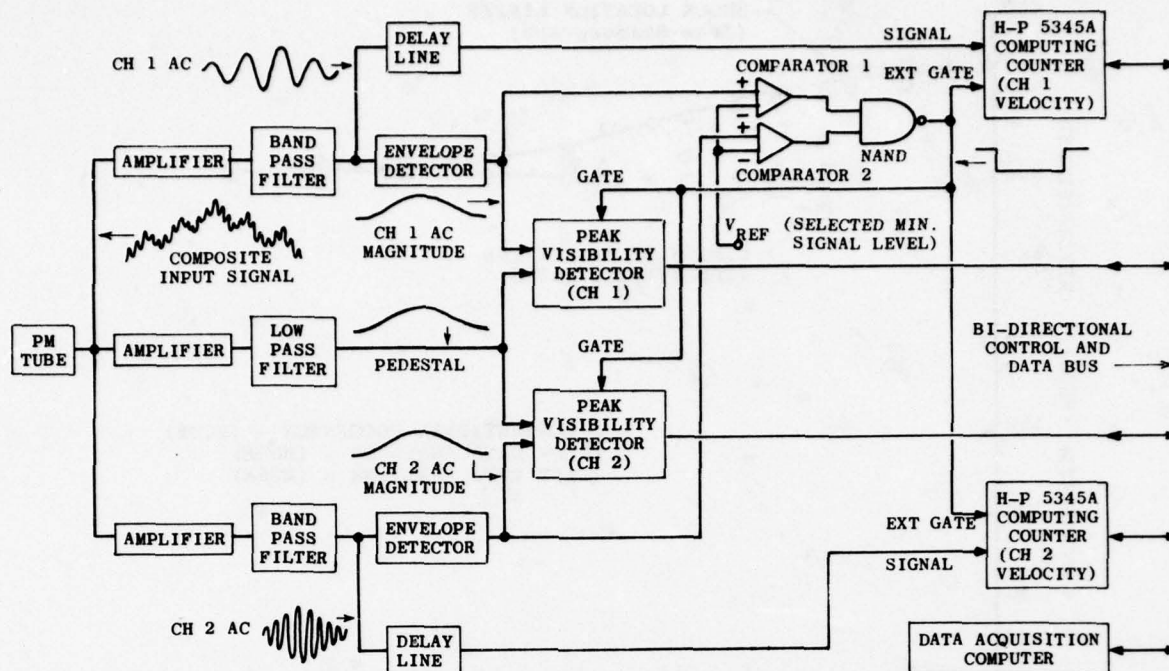 DELAY
LINE
SIGNAL
H-P 5345A
COMPUTING
COUNTER
(CH 1
VELOCITY)
CH 1 AC
COMPARATOR 1
EXT GATE
+
-
+
-
NAND
COMPARATOR 2
AMPLIFIER
BAND
PASS
FILTER
ENVELOPE
DETECTOR
GATE
CH 1 AC
MAGNITUDE
COMPOSITE
INPUT SIGNAL
PEAK
VISIBILITY
DETECTOR
(CH 1)
VREF
(SELECTED MIN.
SIGNAL LEVEL)
PM
TUBE
AMPLIFIER
LOW
PASS
FILTER
PEDESTAL
GATE
BI-DIRECTIONAL
CONTROL AND
DATA BUS
PEAK
VISIBILITY
DETECTOR
(CH 2)
CH 2 AC
MAGNITUDE
AMPLIFIER
BAND
PASS
FILTER
ENVELOPE
DETECTOR
EXT GATE
SIGNAL
H-P 5345A
COMPUTING
COUNTER
(CH 2
VELOCITY)
CH 2 AC
DELAY
LINE
DATA ACQUISITION
COMPUTER